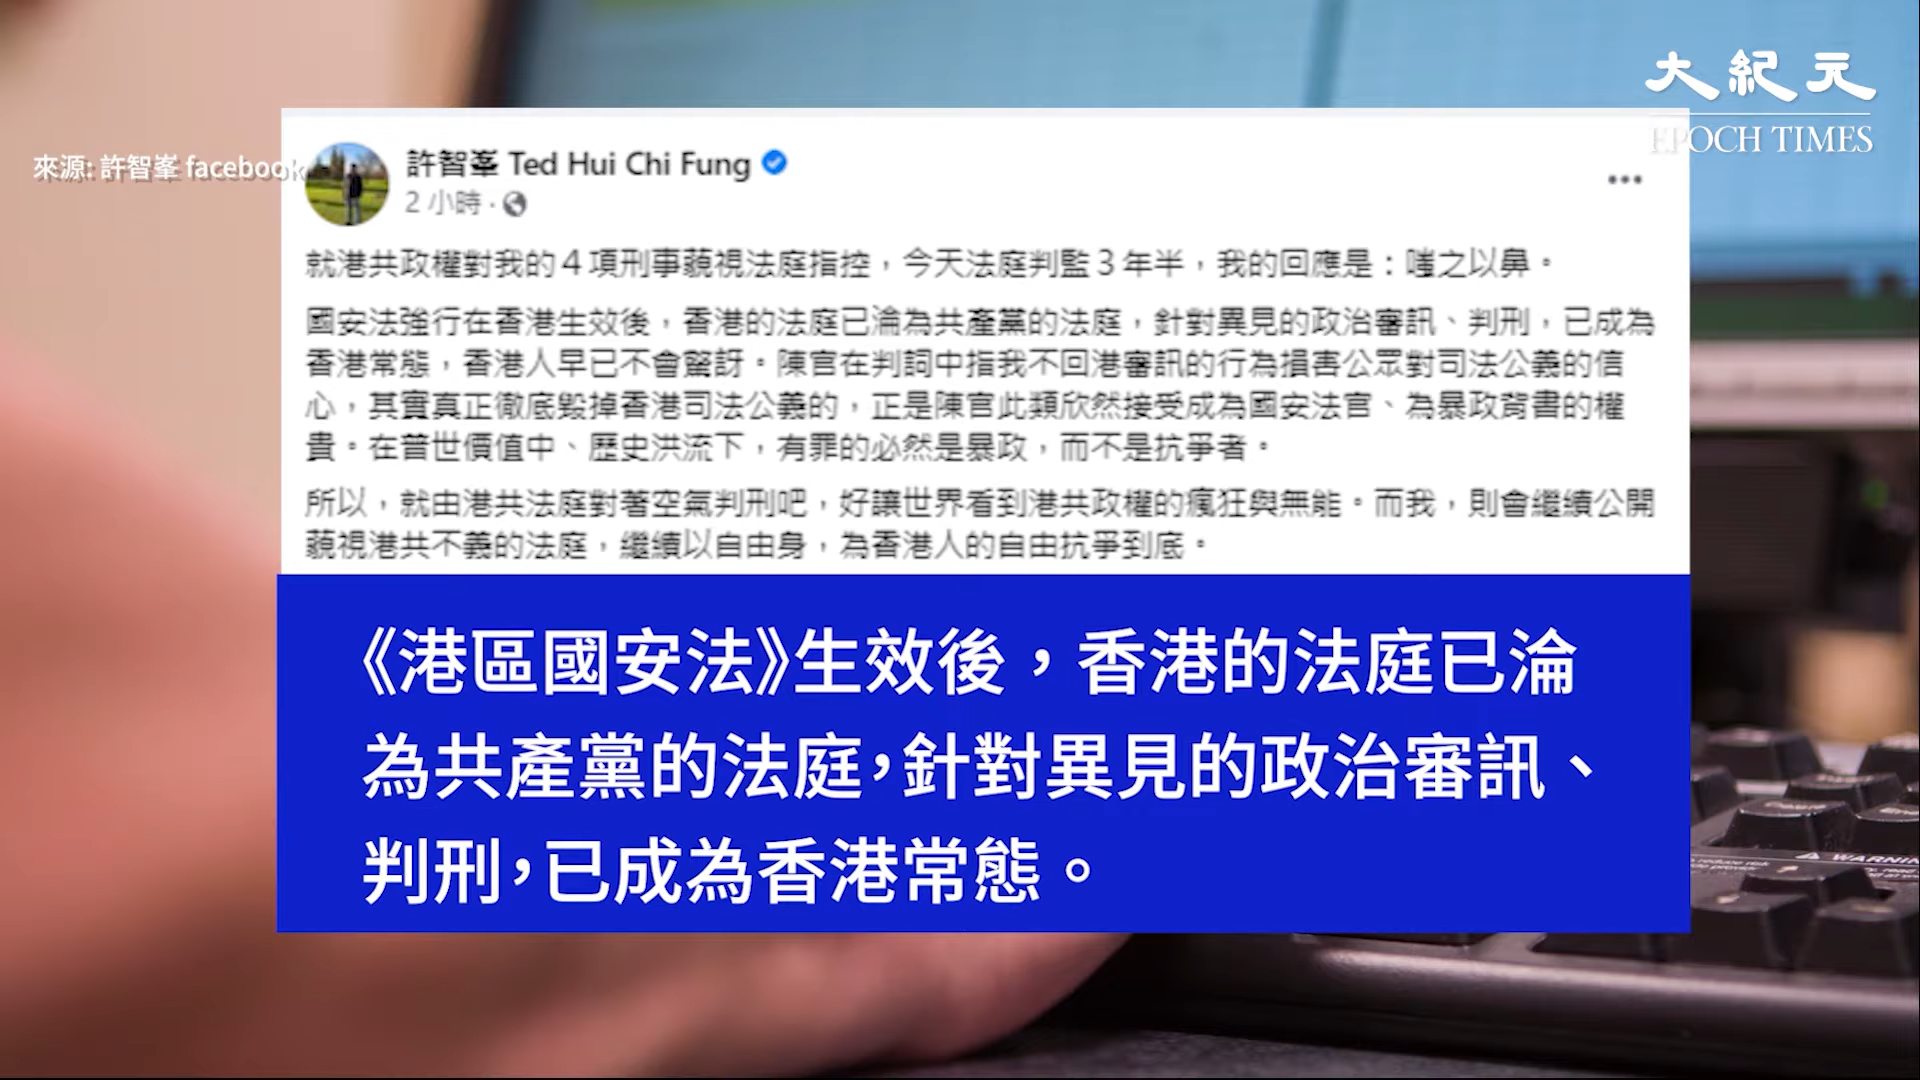 大紀元
EPOCH TIMES
來源: 許智峯 facebook
許智峯 Ted Hui Chi Fung
2 小時 ·
就港共政權對我的 4 項刑事藐視法庭指控，今天法庭判監 3 年半，我的回應是：嗤之以鼻。
國安法強行在香港生效後，香港的法庭已淪為共產黨的法庭，針對異見的政治審訊、判刑，已成為
香港常態，香港人早已不會驚訝。陳官在判詞中指我不回港審訊的行為損害公眾對司法公義的信
心，其實真正徹底毀掉香港司法公義的，正是陳官此類欣然接受成為國安法官、為暴政背書的權
貴。在普世價值中、歷史洪流下，有罪的必然是暴政，而不是抗爭者。
所以，就由港共法庭對著空氣判刑吧，好讓世界看到港共政權的瘋狂與無能。而我，則會繼續公開
藐視港共不義的法庭，繼續以自由身，為香港人的自由抗爭到底。
《港區國安法》生效後，香港的法庭已淪
為共產黨的法庭，針對異見的政治審訊、
判刑，已成為香港常態。
WARNIN